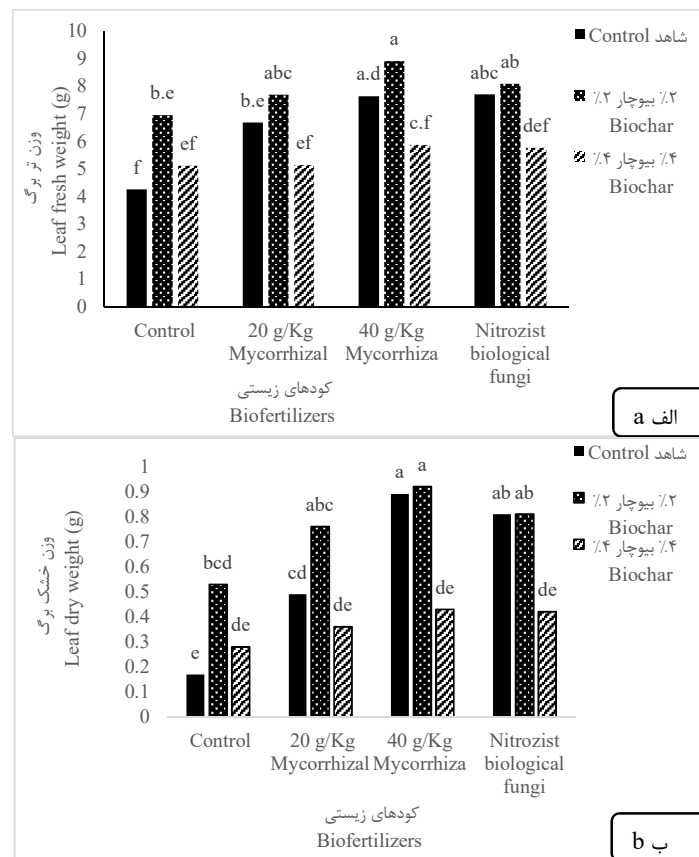 وزن تر برگ
Leaf fresh weight (g)
10
9
8
7
6
5
4
3
2
1
0
f b.e ef
b.e abc ef
a.d a c.f
abc ab def
Control
20 g/Kg
Mycorrhizal
40 g/Kg
Mycorrhiza
Nitrozist
biological
fungi
کودهای زیستی
Biofertilizers
شاهد Control
۲٪ بیوچار ۲٪
Biochar
۴٪ بیوچار ۴٪
Biochar
الف a
وزن خشک برگ
Leaf dry weight (g)
1
0.9
0.8
0.7
0.6
0.5
0.4
0.3
0.2
0.1
0
e bcd de
cd abc de
a a de
ab ab de
Control
20 g/Kg
Mycorrhizal
40 g/Kg
Mycorrhiza
Nitrozist
biological
fungi
کودهای زیستی
Biofertilizers
شاهد Control
۲٪ بیوچار ۲٪
Biochar
۴٪ بیوچار ۴٪
Biochar
ب b